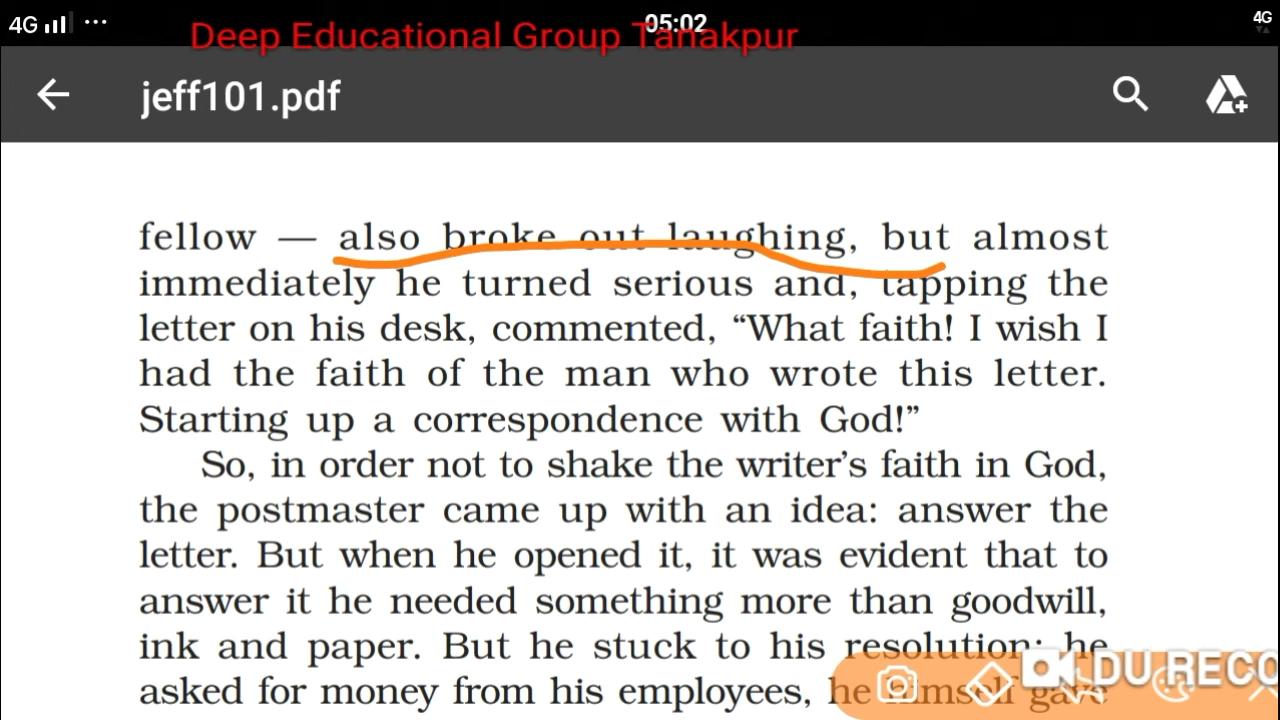 4G 05:02 4G
Deep Educational Group Tanakpur
jeff101.pdf
fellow — also broke out laughing, but almost
immediately he turned serious and, tapping the
letter on his desk, commented, “What faith! I wish I
had the faith of the man who wrote this letter.
Starting up a correspondence with God!”
So, in order not to shake the writer’s faith in God,
the postmaster came up with an idea: answer the
letter. But when he opened it, it was evident that to
answer it he needed something more than goodwill,
ink and paper. But he stuck to his resolution: he
asked for money from his employees, he himself gave
DU RECO